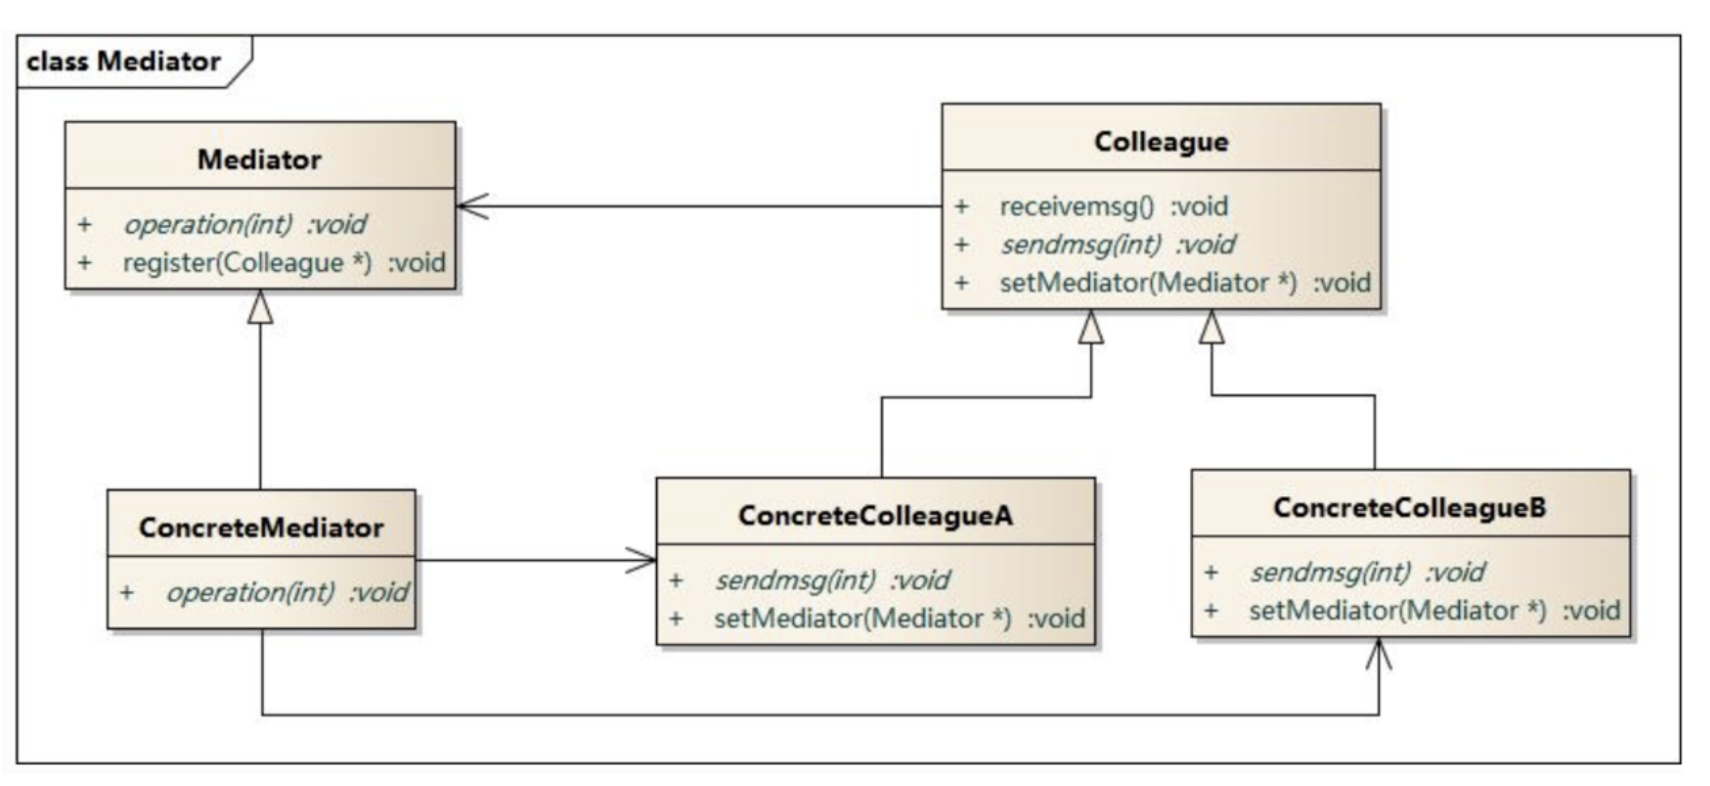 class Mediator
Mediator
+ operation(int) :void
+ register(Colleague *) :void
Colleague
+ receivemsg() :void
+ sendmsg(int) :void
+ setMediator(Mediator *) :void
ConcreteMediator
+ operation(int) :void
ConcreteColleagueA
+ sendmsg(int) :void
+ setMediator(Mediator *) :void
ConcreteColleagueB
+ sendmsg(int) :void
+ setMediator(Mediator *) :void